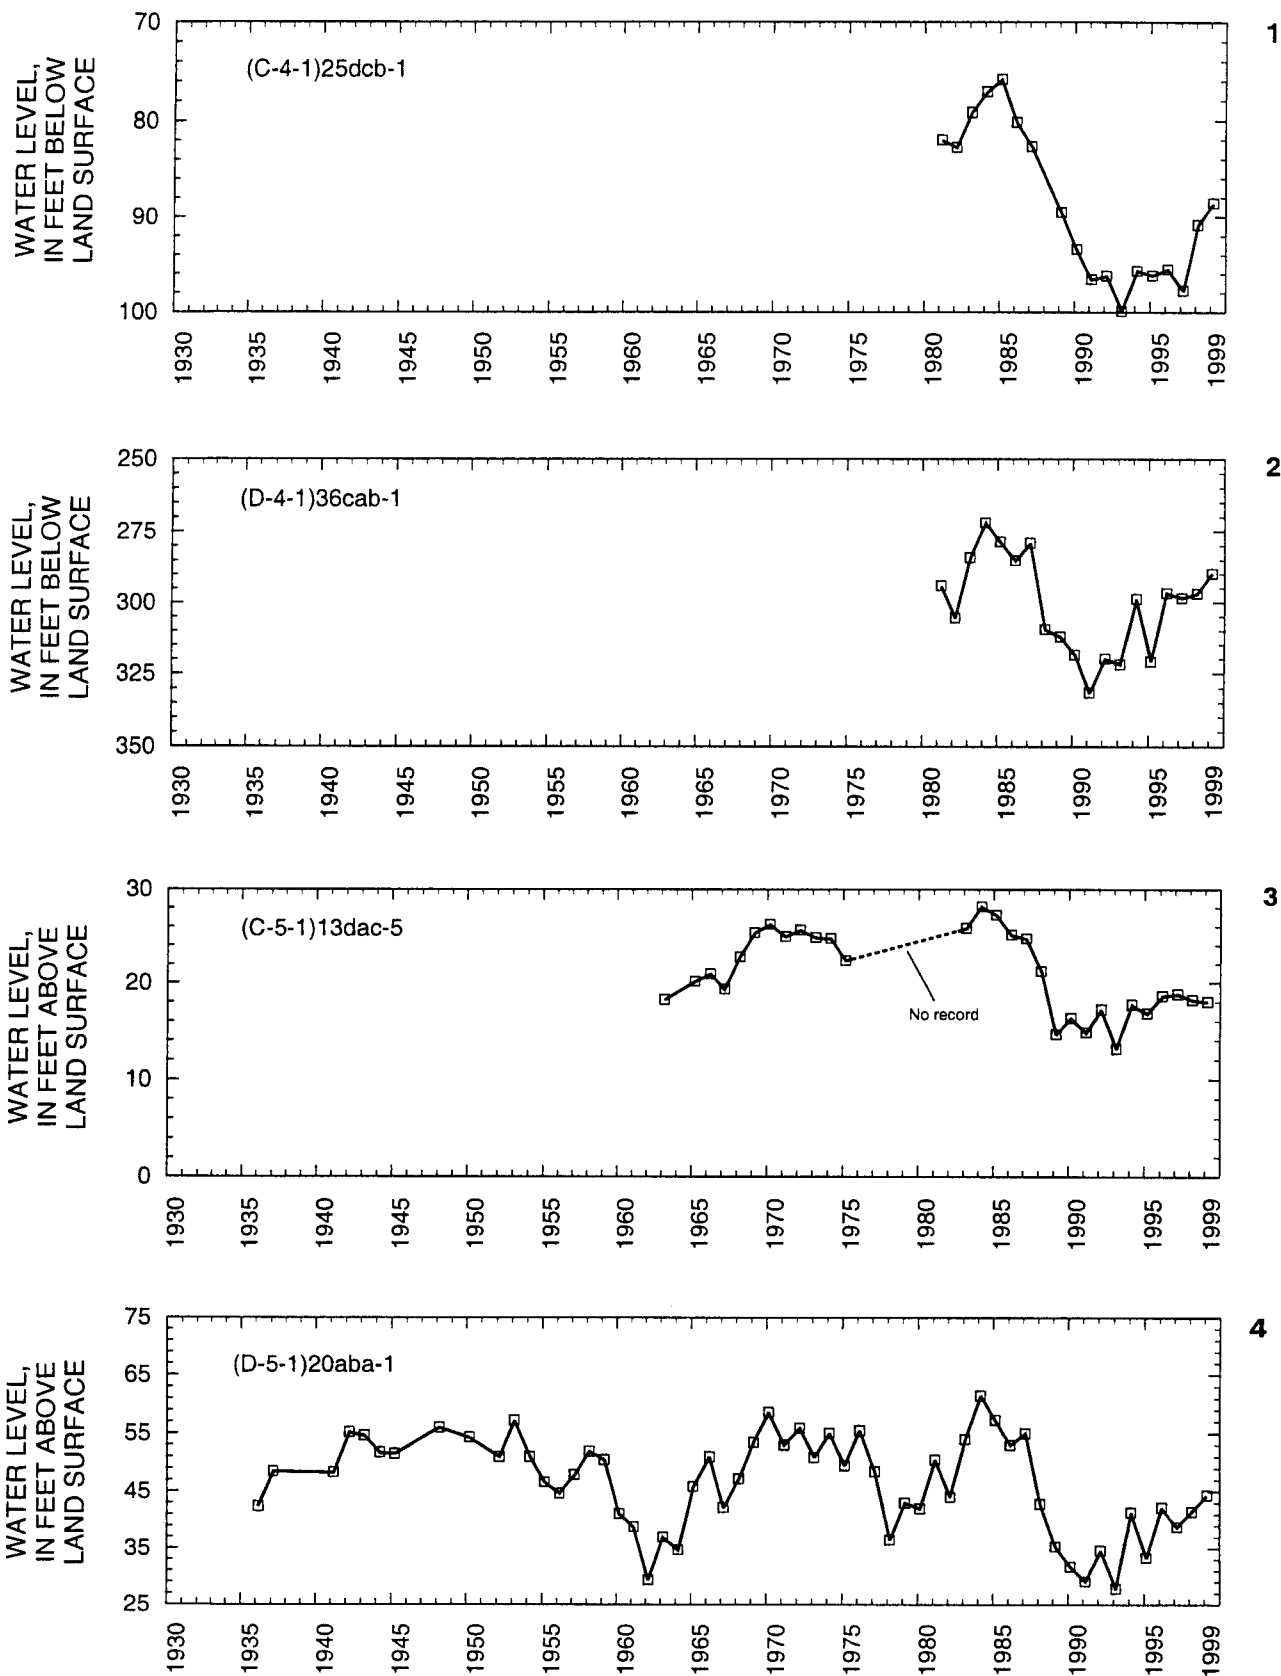 1
(C-4-1)25dcb-1
WATER LEVEL,
IN FEET BELOW
LAND SURFACE
70
80
90
100
1930 1935 1940 1945 1950 1955 1960 1965 1970 1975 1980 1985 1990 1995 1999
2
(D-4-1)36cab-1
WATER LEVEL,
IN FEET BELOW
LAND SURFACE
250
275
300
325
350
1930 1935 1940 1945 1950 1955 1960 1965 1970 1975 1980 1985 1990 1995 1999
3
(C-5-1)13dac-5
WATER LEVEL,
IN FEET ABOVE
LAND SURFACE
30
20
10
0
No record
1930 1935 1940 1945 1950 1955 1960 1965 1970 1975 1980 1985 1990 1995 1999
4
(D-5-1)20aba-1
WATER LEVEL,
IN FEET ABOVE
LAND SURFACE
75
65
55
45
35
25
1930 1935 1940 1945 1950 1955 1960 1965 1970 1975 1980 1985 1990 1995 1999